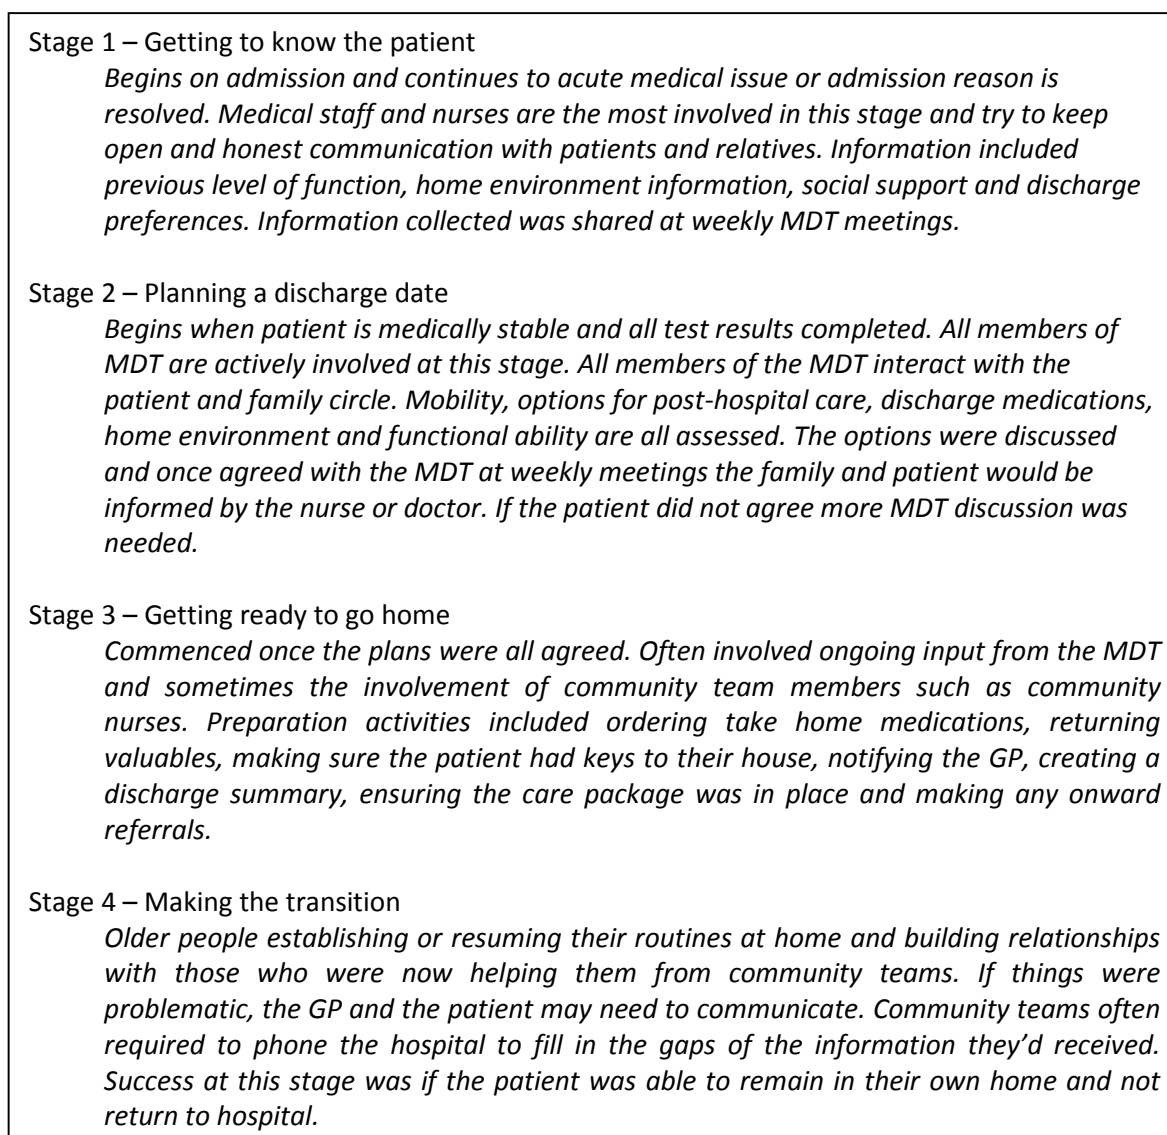 Stage 1 – Getting to know the patient
Begins on admission and continues to acute medical issue or admission reason is
resolved. Medical staff and nurses are the most involved in this stage and try to keep
open and honest communication with patients and relatives. Information included
previous level of function, home environment information, social support and discharge
preferences. Information collected was shared at weekly MDT meetings.
Stage 2 – Planning a discharge date
Begins when patient is medically stable and all test results completed. All members of
MDT are actively involved at this stage. All members of the MDT interact with the
patient and family circle. Mobility, options for post-hospital care, discharge medications,
home environment and functional ability are all assessed. The options were discussed
and once agreed with the MDT at weekly meetings the family and patient would be
informed by the nurse or doctor. If the patient did not agree more MDT discussion was
needed.
Stage 3 – Getting ready to go home
Commenced once the plans were all agreed. Often involved ongoing input from the MDT
and sometimes the involvement of community team members such as community
nurses. Preparation activities included ordering take home medications, returning
valuables, making sure the patient had keys to their house, notifying the GP, creating a
discharge summary, ensuring the care package was in place and making any onward
referrals.
Stage 4 – Making the transition
Older people establishing or resuming their routines at home and building relationships
with those who were now helping them from community teams. If things were
problematic, the GP and the patient may need to communicate. Community teams often
required to phone the hospital to fill in the gaps of the information they'd received.
Success at this stage was if the patient was able to remain in their own home and not
return to hospital.